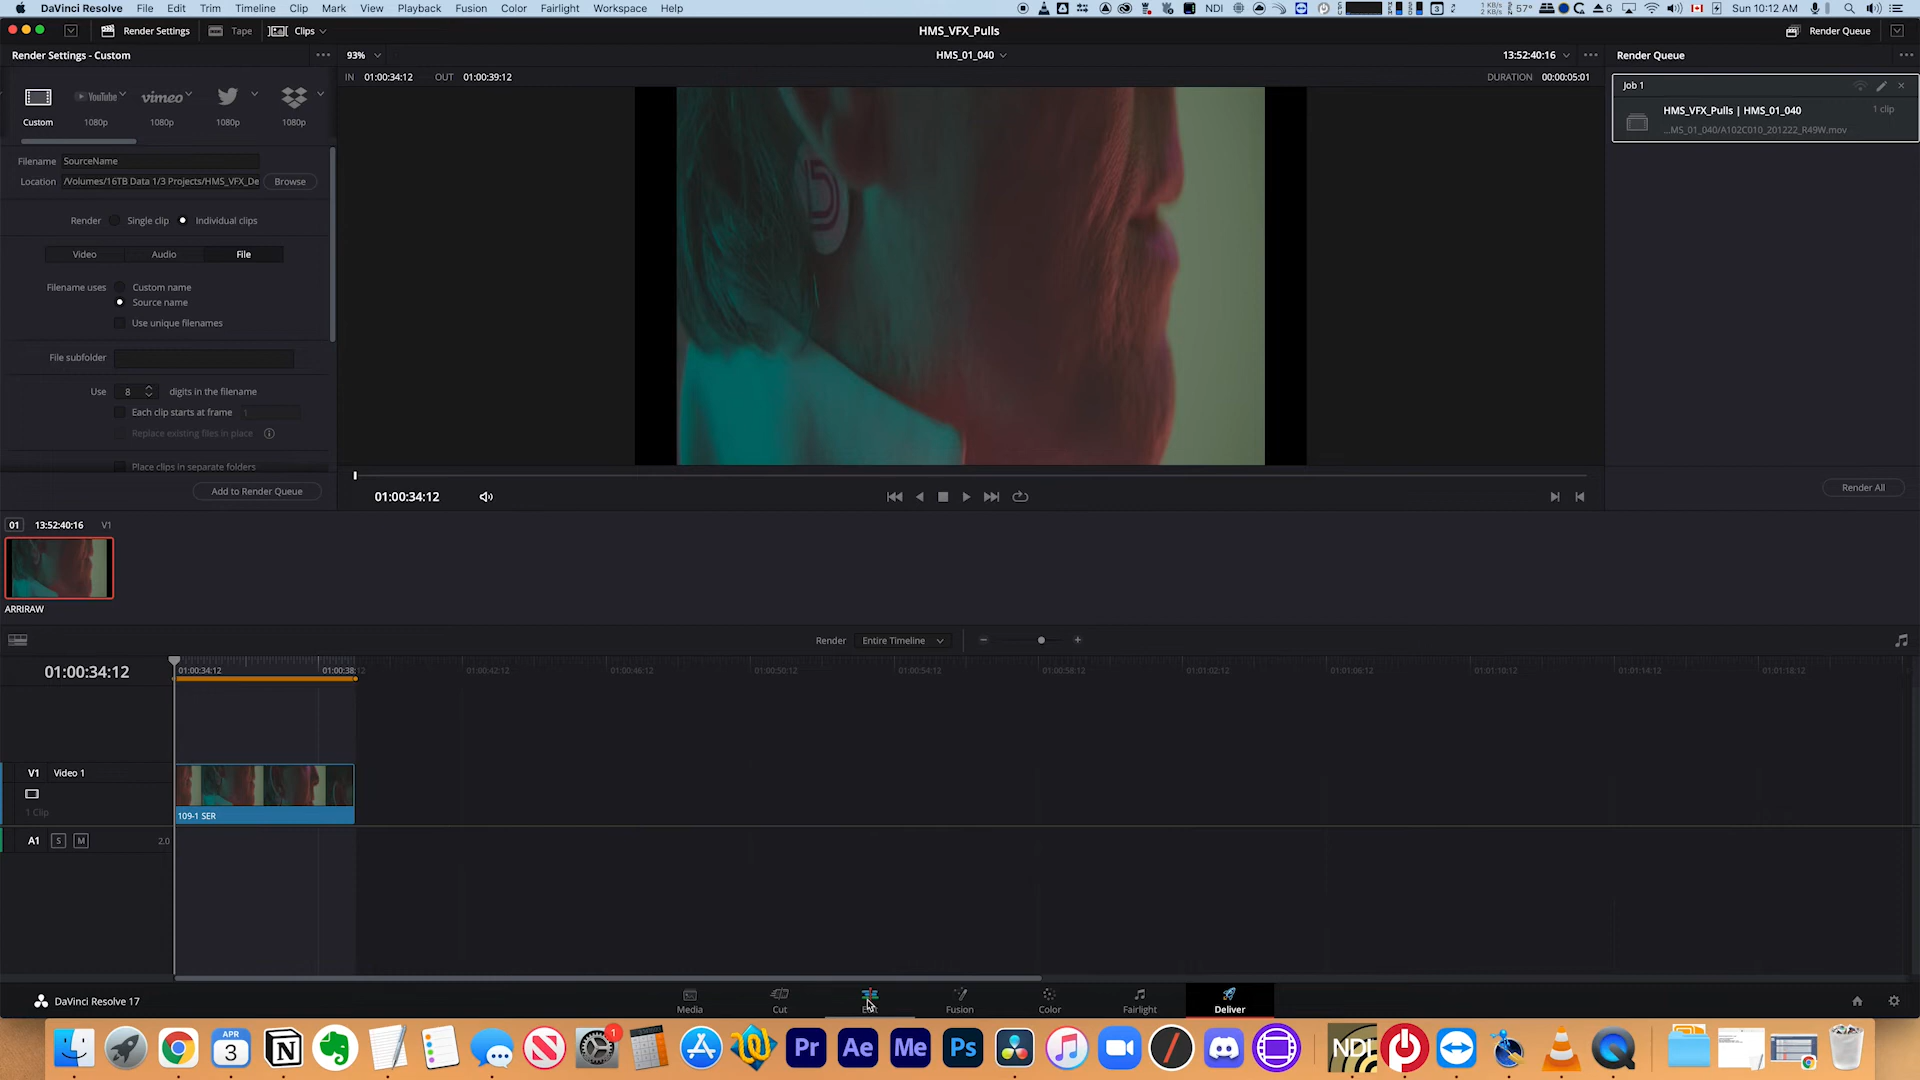 DaVinci Resolve File Edit Trim Timeline Clip Mark View Playback Fusion Color Fairlight Workspace Help
NDI 3 57° 6 Sun 10:12 AM
Render Settings Tape Clips
HMS_VFX_Pulls
Render Queue
Render Settings - Custom
93%
HMS_01_040
13:52:40:16
Render Queue
IN 01:00:34:12 OUT 01:00:39:12
DURATION 00:00:05:01
Job 1
HMS_VFX_Pulls | HMS_01_040
1 clip
...MS_01_040/A102C010_201222_R49W.mov
YouTube vimeo
Custom 1080p 1080p 1080p 1080p
Filename SourceName
Location /Volumes/16TB Data 1/3 Projects/HMS_VFX_De Browse
Render Single clip Individual clips
Video Audio File
Filename uses Custom name
Source name
Use unique filenames
File subfolder
Use 8 digits in the filename
Each clip starts at frame 1
Replace existing files in place
Place clips in separate folders
Add to Render Queue
01:00:34:12
Render All
01 13:52:40:16 V1
ARRIRAW
Render Entire Timeline
01:00:34:12
01:00:34:12 01:00:38:12 01:00:42:12 01:00:46:12 01:00:50:12 01:00:54:12 01:00:58:12 01:01:02:12 01:01:06:12 01:01:10:12 01:01:14:12 01:01:18:12
V1 Video 1
1 Clip
109-1 SER
A1 S M 2.0
DaVinci Resolve 17
Media Cut Edit Fusion Color Fairlight Deliver
APR
3
1
Pr Ae Me Ps
NDI